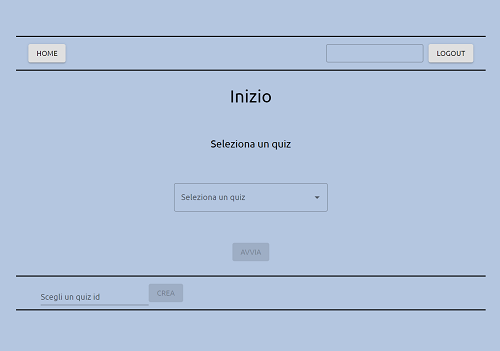 HOME
LOGOUT
Inizio
Seleziona un quiz
Seleziona un quiz
AVVIA
Scegli un quiz id
CREA